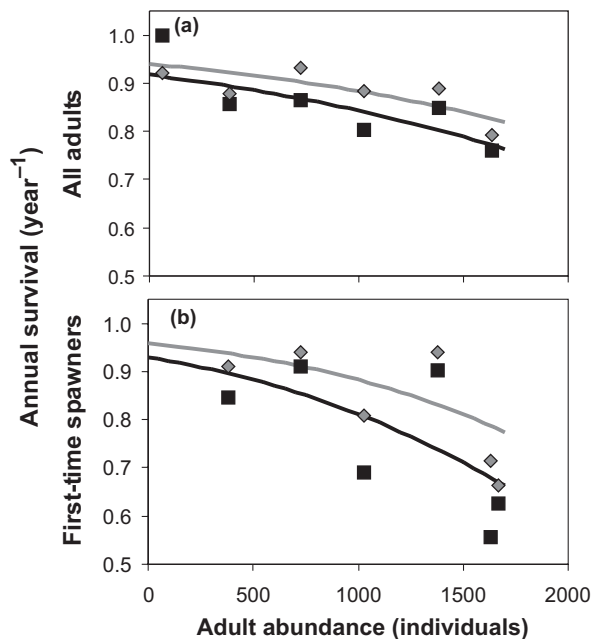 Annual survival (year⁻¹)
All adults
(a)
1.0
0.9
0.8
0.7
0.6
0.5
First-time spawners
(b)
1.0
0.9
0.8
0.7
0.6
0.5
0 500 1000 1500 2000
Adult abundance (individuals)